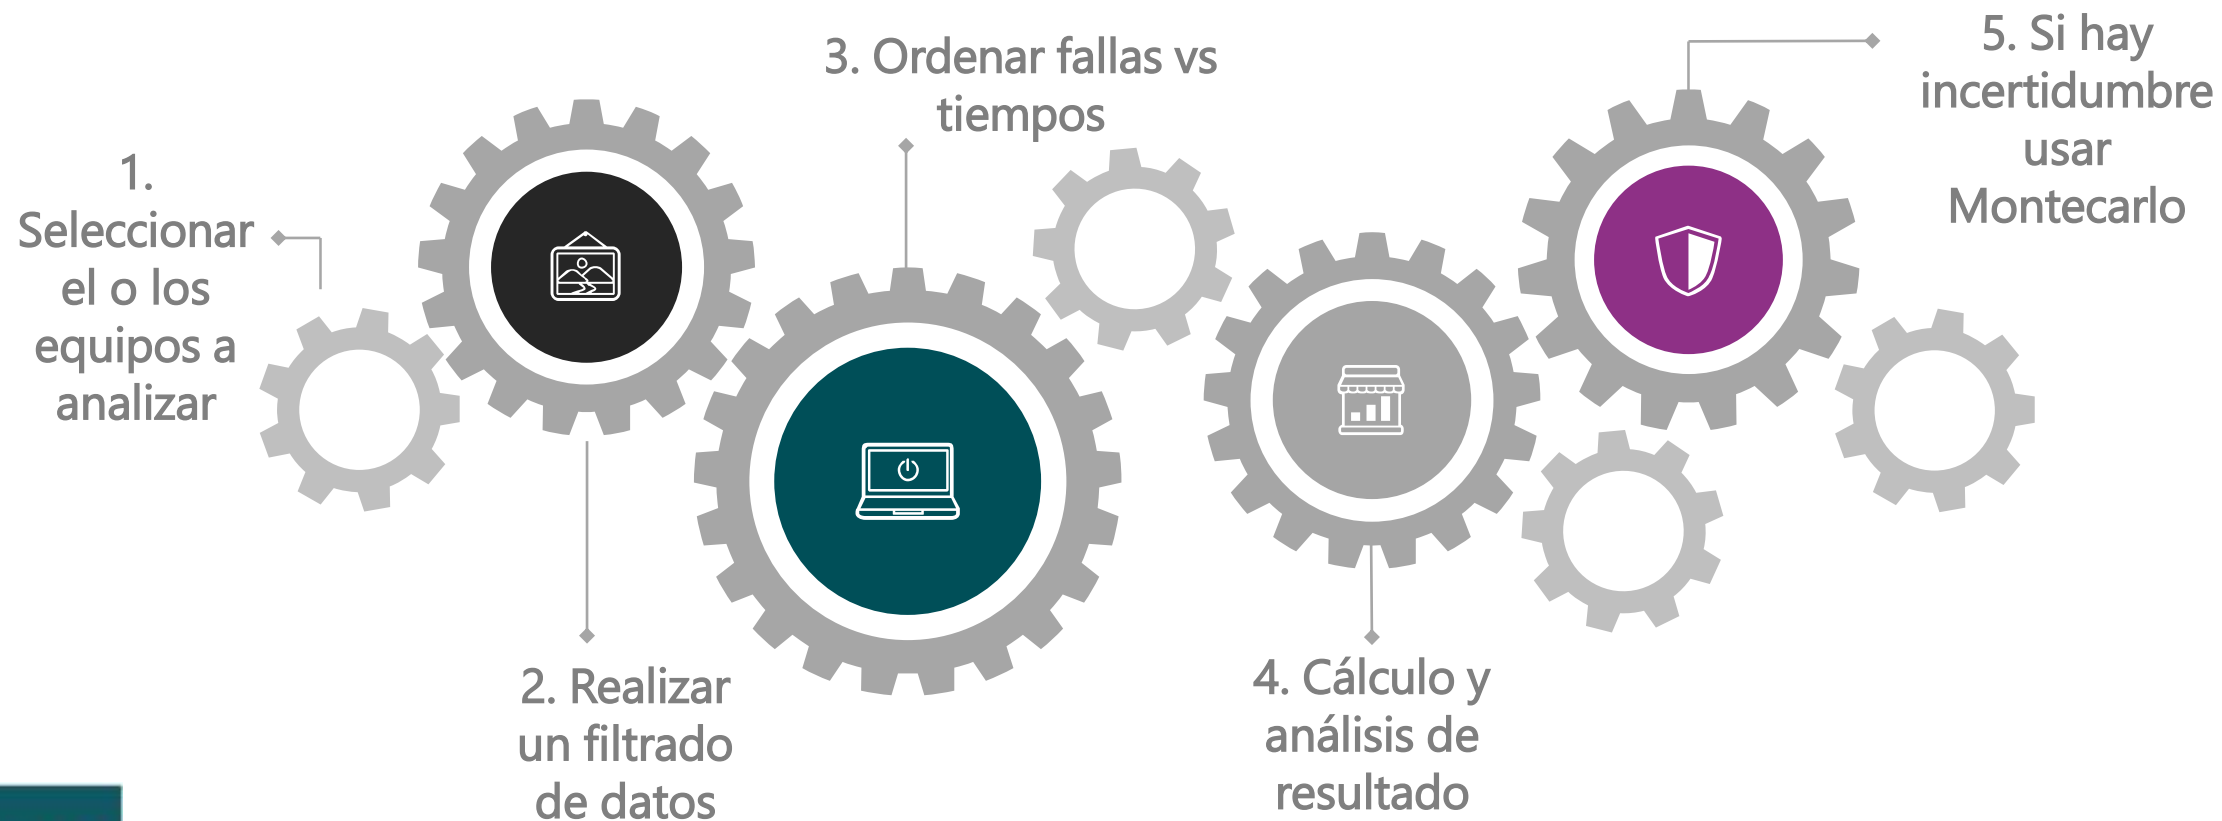 1.
Seleccionar
el o los
equipos a
analizar
2. Realizar
un filtrado
de datos
3. Ordenar fallas vs
tiempos
4. Cálculo y
análisis de
resultado
5. Si hay
incertidumbre
usar
Montecarlo